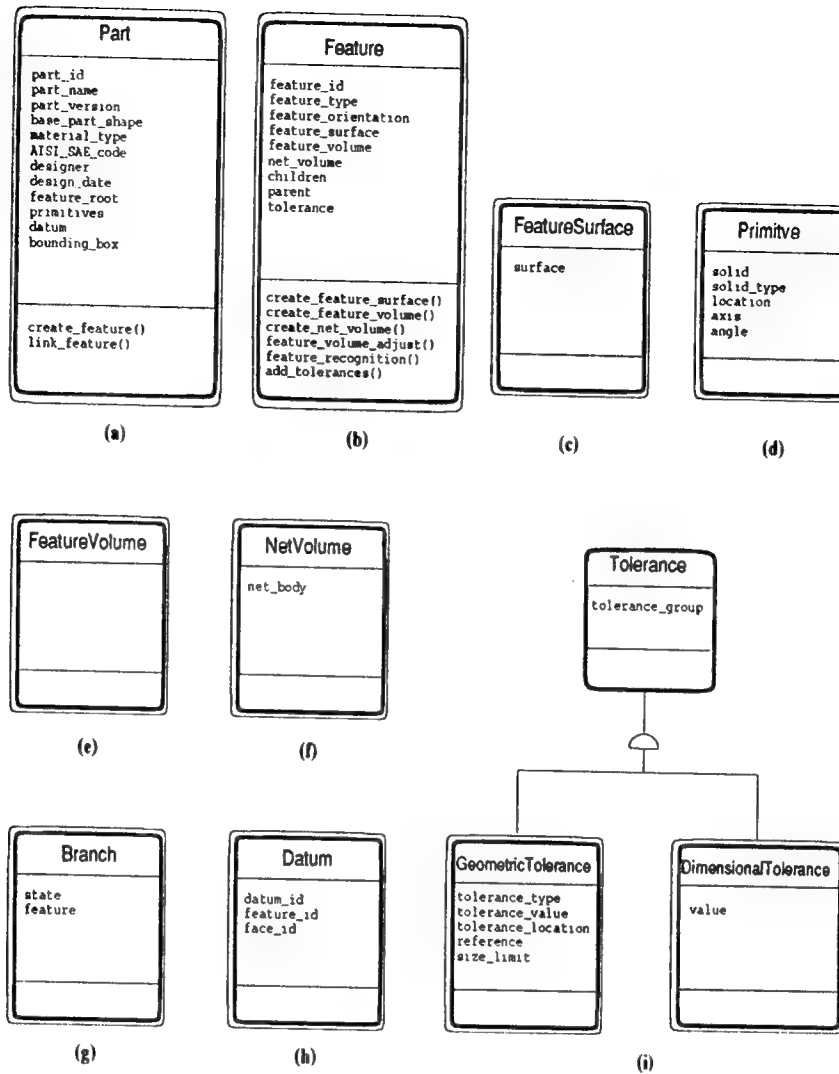 Part
part_id
part_name
part_version
base_part_shape
material_type
AISI_SAE_code
designer
design_date
feature_root
primitives
datum
bounding_box
create_feature()
link_feature()
(a)
Feature
feature_id
feature_type
feature_orientation
feature_surface
feature_volume
net_volume
children
parent
tolerance
create_feature_surface()
create_feature_volume()
create_net_volume()
feature_volume_adjust()
feature_recognition()
add_tolerances()
(b)
FeatureSurface
surface
(c)
Primitve
solid
solid_type
location
axis
angle
(d)
FeatureVolume
(e)
NetVolume
net_body
(f)
Tolerance
tolerance_group
Branch
state
feature
(g)
Datum
datum_id
feature_id
face_id
(h)
GeometricTolerance
tolerance_type
tolerance_value
tolerance_location
reference
size_limit
DimensionalTolerance
value
(i)